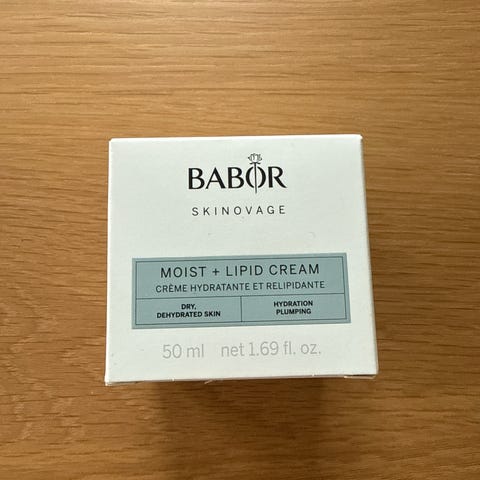 BABOR
SKINOVAGE
MOIST + LIPID CREAM
CRÈME HYDRATANTE ET RELIPIDANTE
DRY,
DEHYDRATED SKIN
HYDRATION
PLUMPING
50 ml net 1.69 fl. oz.